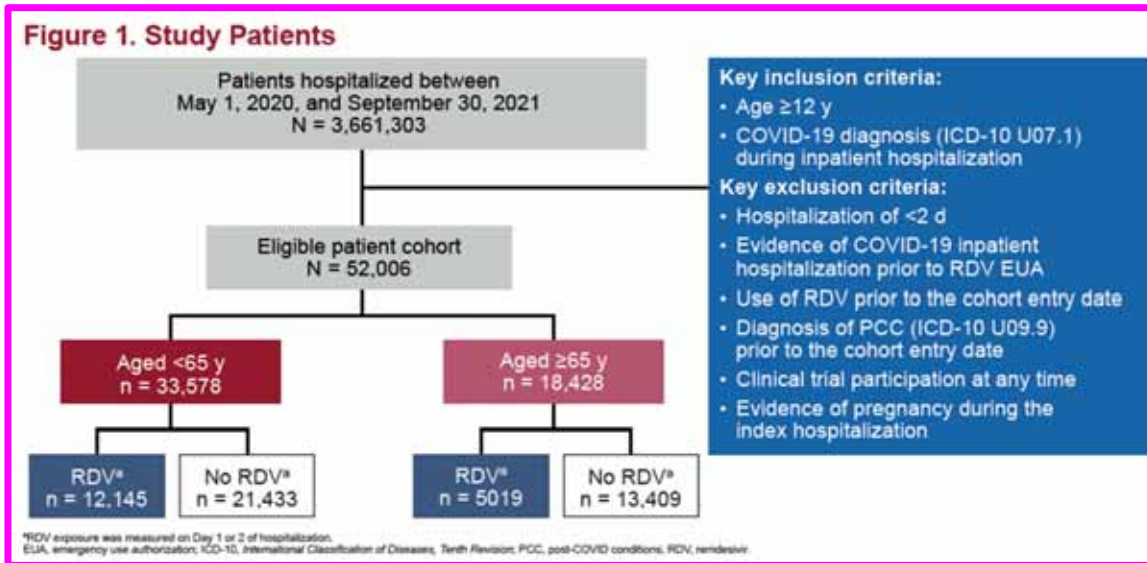 Figure 1. Study Patients
Patients hospitalized between
May 1, 2020, and September 30, 2021
N = 3,661,303
Key inclusion criteria:
• Age ≥12 y
• COVID-19 diagnosis (ICD-10 U07.1)
during inpatient hospitalization
Key exclusion criteria:
• Hospitalization of <2 d
• Evidence of COVID-19 inpatient
hospitalization prior to RDV EUA
• Use of RDV prior to the cohort entry date
• Diagnosis of PCC (ICD-10 U09.9)
prior to the cohort entry date
• Clinical trial participation at any time
• Evidence of pregnancy during the
index hospitalization
Eligible patient cohort
N = 52,006
Aged <65 y
n = 33,578
Aged ≥65 y
n = 18,428
RDVᵃ
n = 12,145
No RDVᵃ
n = 21,433
RDVᵃ
n = 5019
No RDVᵃ
n = 13,409
ᵃRDV exposure was measured on Day 1 or 2 of hospitalization.
EUA, emergency use authorization; ICD-10, International Classification of Diseases, Tenth Revision; PCC, post-COVID conditions; RDV, remdesivir.